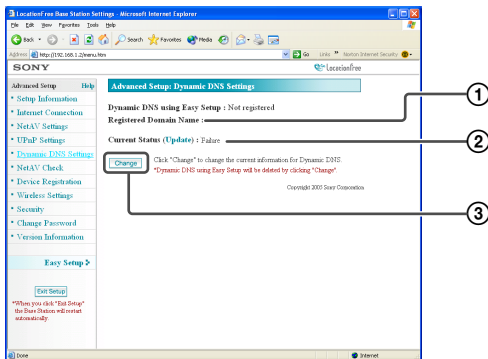 LocationFree Base Station Settings - Microsoft Internet Explorer
File Edit View Favorites Tools Help
Back Search Favorites Media
Address http://192.168.1.2/menu.htm Go Links » Norton Internet Security
SONY LocationFree
Advanced Setup Help
Setup Information
Internet Connection
NetAV Settings
UPnP Settings
Dynamic DNS Settings
NetAV Check
Device Registration
Wireless Settings
Security
Change Password
Version Information
Easy Setup
Exit Setup
*When you click "Exit Setup"
the Base Station will restart
automatically.
Advanced Setup: Dynamic DNS Settings
Dynamic DNS using Easy Setup : Not registered
Registered Domain Name :
1
Current Status (Update) : Failure
2
Change
Click "Change" to change the current information for Dynamic DNS.
*Dynamic DNS using Easy Setup will be deleted by clicking "Change".
Copyright 2005 Sony Corporation
3
Done Internet